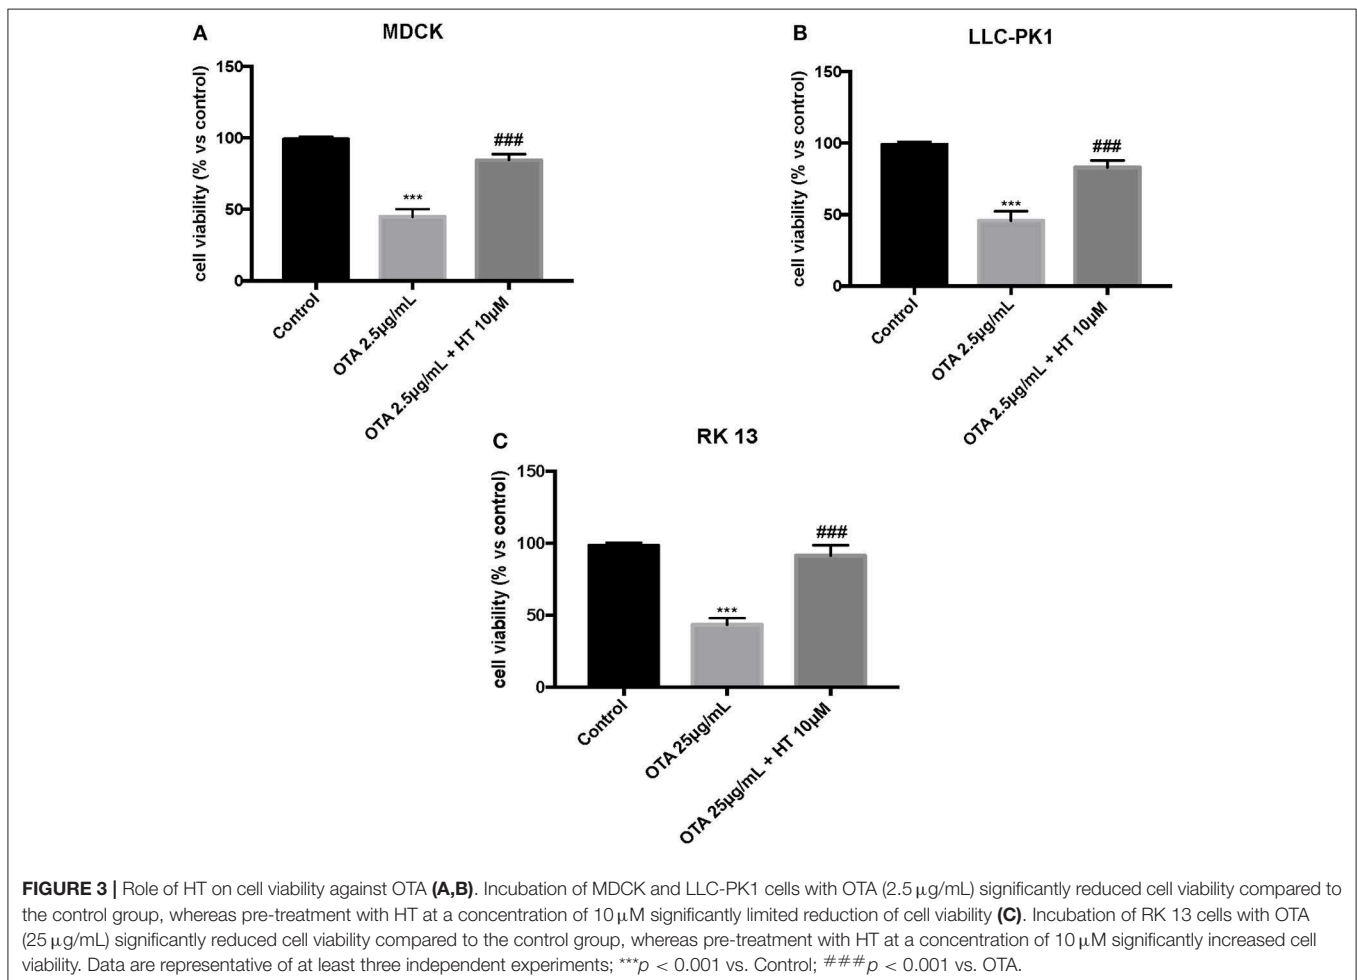 A
MDCK
cell viability (% vs control)
150
100
50
0
***
###
Control
OTA 2.5µg/mL
OTA 2.5µg/mL + HT 10µM
B
LLC-PK1
cell viability (% vs control)
150
100
50
0
***
###
Control
OTA 2.5µg/mL
OTA 2.5µg/mL + HT 10µM
C
RK 13
cell viability (% vs control)
150
100
50
0
***
###
Control
OTA 25µg/mL
OTA 25µg/mL + HT 10µM
FIGURE 3 | Role of HT on cell viability against OTA (A,B). Incubation of MDCK and LLC-PK1 cells with OTA (2.5 µg/mL) significantly reduced cell viability compared to
the control group, whereas pre-treatment with HT at a concentration of 10 µM significantly limited reduction of cell viability (C). Incubation of RK 13 cells with OTA
(25 µg/mL) significantly reduced cell viability compared to the control group, whereas pre-treatment with HT at a concentration of 10 µM significantly increased cell
viability. Data are representative of at least three independent experiments; ***p < 0.001 vs. Control; ###p < 0.001 vs. OTA.